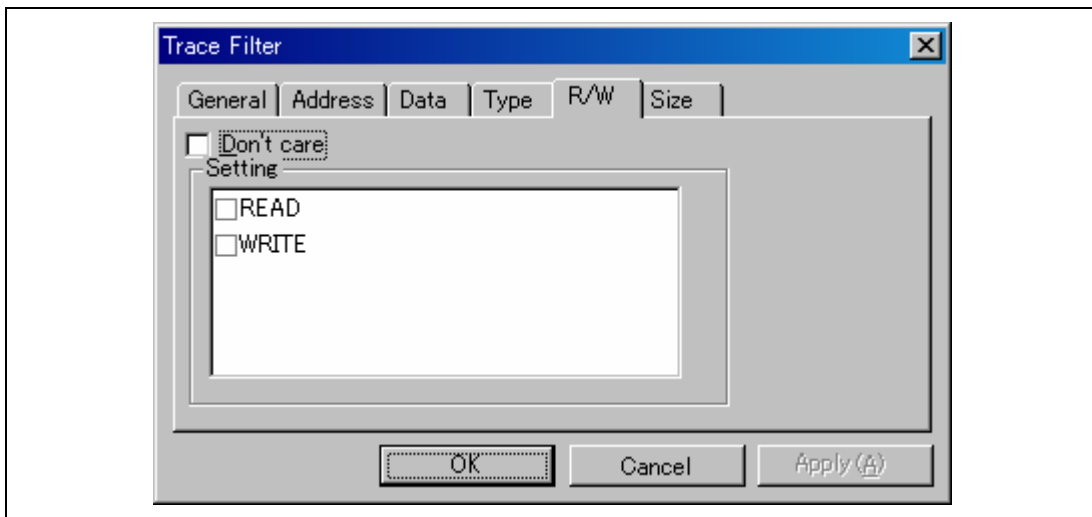 Trace Filter
General Address Data Type R/W Size
Don't care
Setting
READ
WRITE
OK Cancel Apply(A)